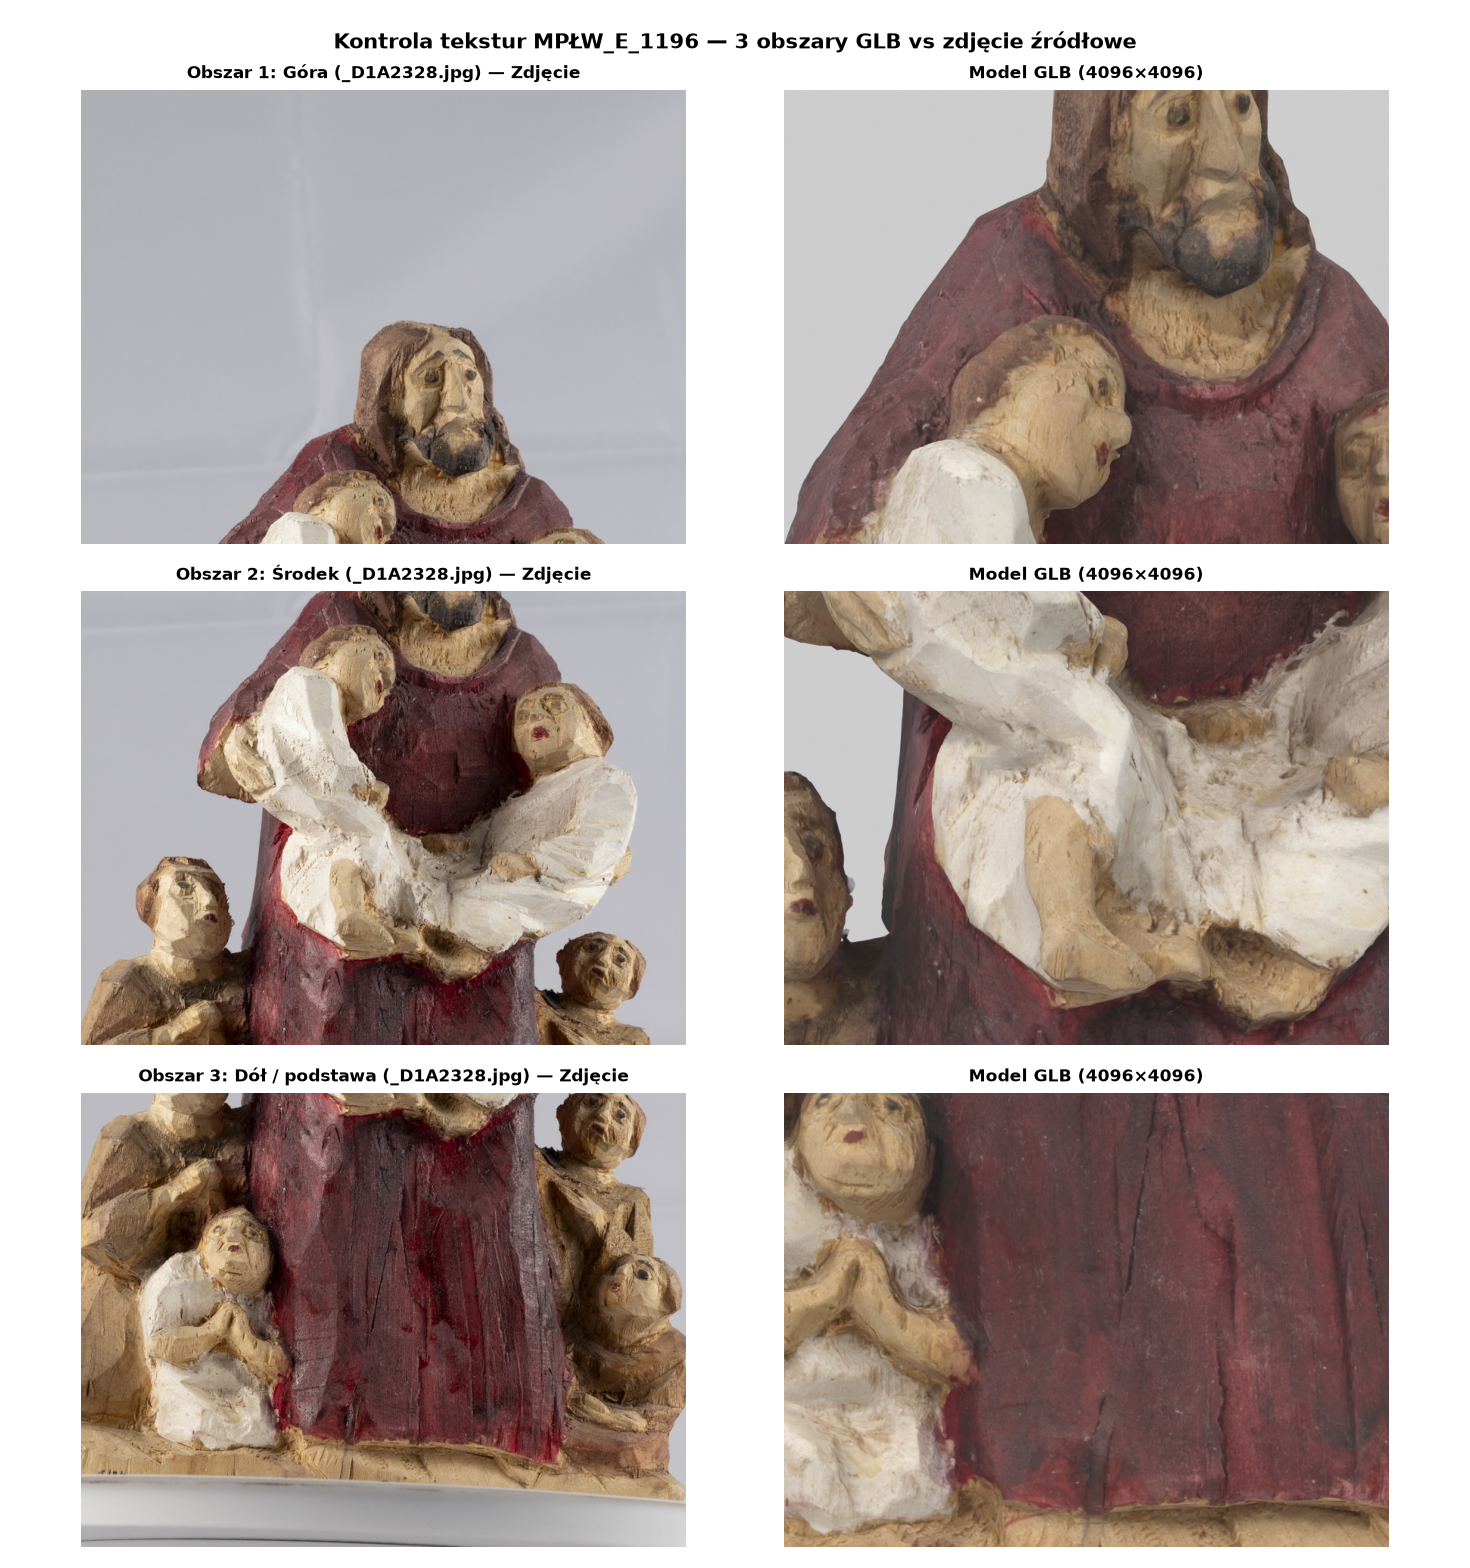 Kontrola tekstur MPŁW_E_1196 — 3 obszary GLB vs zdjęcie źródłowe
Obszar 1: Góra (_D1A2328.jpg) — Zdjęcie
Model GLB (4096×4096)
Obszar 2: Środek (_D1A2328.jpg) — Zdjęcie
Model GLB (4096×4096)
Obszar 3: Dół / podstawa (_D1A2328.jpg) — Zdjęcie
Model GLB (4096×4096)